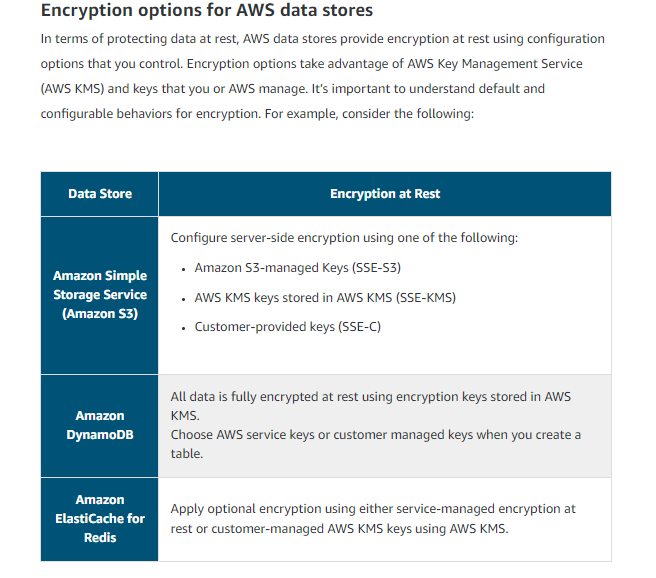 Encryption options for AWS data stores
In terms of protecting data at rest, AWS data stores provide encryption at rest using configuration
options that you control. Encryption options take advantage of AWS Key Management Service
(AWS KMS) and keys that you or AWS manage. It’s important to understand default and
configurable behaviors for encryption. For example, consider the following:
Data Store
Encryption at Rest
Amazon Simple
Storage Service
(Amazon S3)
Configure server-side encryption using one of the following:
• Amazon S3-managed Keys (SSE-S3)
• AWS KMS keys stored in AWS KMS (SSE-KMS)
• Customer-provided keys (SSE-C)
Amazon
DynamoDB
All data is fully encrypted at rest using encryption keys stored in AWS
KMS.
Choose AWS service keys or customer managed keys when you create a
table.
Amazon
ElastiCache for
Redis
Apply optional encryption using either service-managed encryption at
rest or customer-managed AWS KMS keys using AWS KMS.